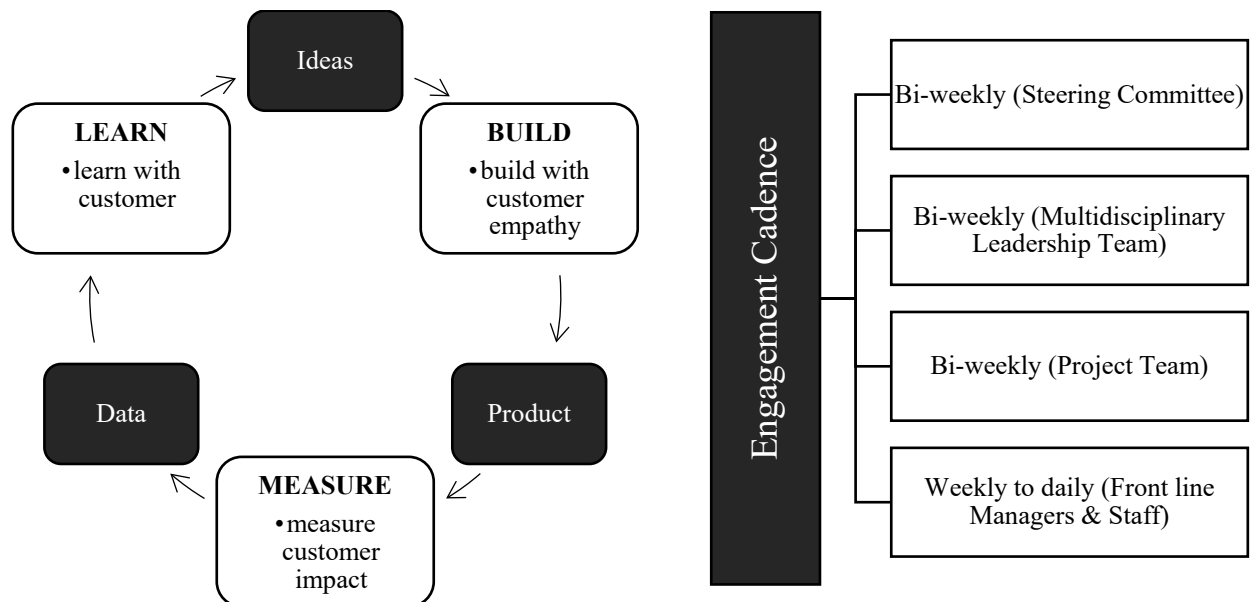 Ideas
BUILD
•build with
customer
empathy
Product
MEASURE
•measure
customer
impact
Data
LEARN
•learn with
customer
Engagement Cadence
Bi-weekly (Steering Committee)
Bi-weekly (Multidisciplinary
Leadership Team)
Bi-weekly (Project Team)
Weekly to daily (Front line
Managers & Staff)